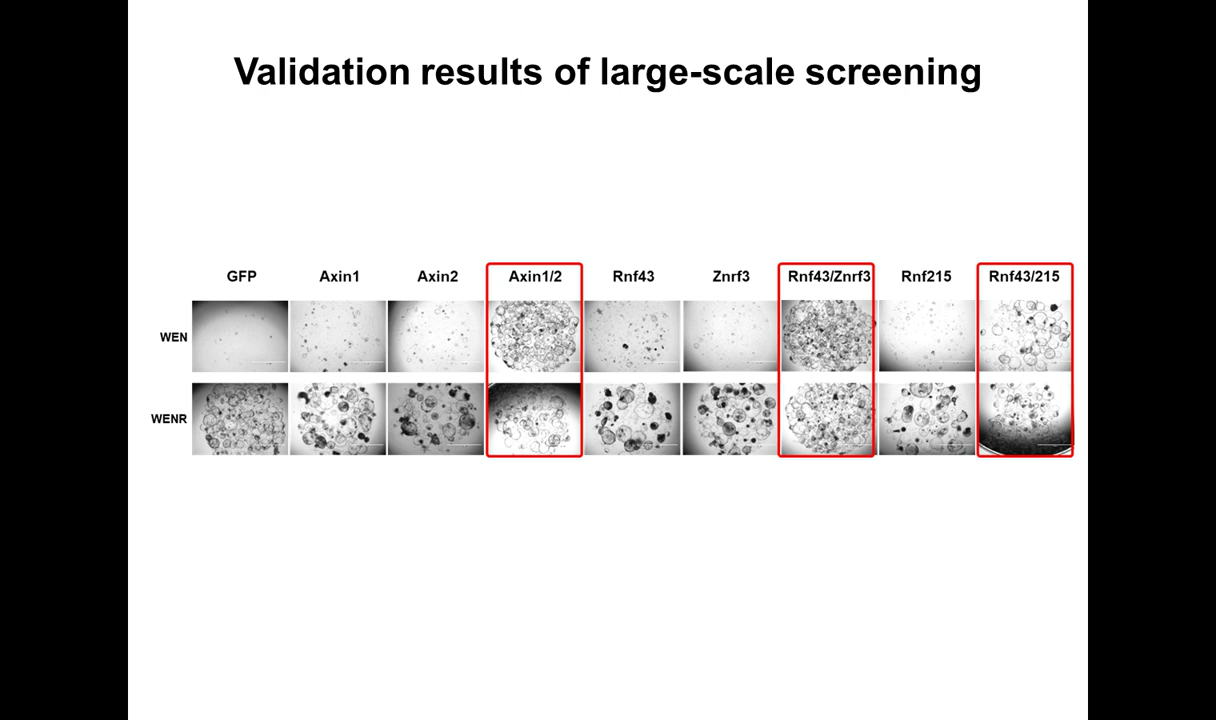 Validation results of large-scale screening
GFP Axin1 Axin2 Axin1/2 Rnf43 Znrf3 Rnf43/Znrf3 Rnf215 Rnf43/215
WEN
WENR